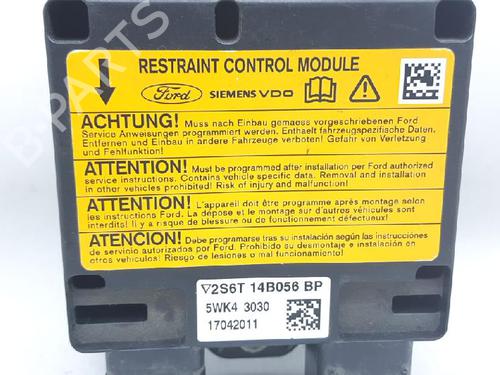 RESTRAINT CONTROL MODULE
Ford SIEMENS VDO
ACHTUNG! Muss nach Einbau gemaess vorgeschriebenen Ford
Service Anweisungen programmiert werden. Enthaelt fahrzeugspezifische Daten.
Entfernen und Einbau in andere Fahrzeuge verboten! Gefahr von Verletzung
und Fehlfunktion!
ATTENTION! Must be programmed after installation per Ford authorized
service instructions. Contains vehicle specific data. Removal and installation
in other vehicles prohibited! Risk of injury and malfunction!
ATTENTION! L'appareil doit être programme après montage selon
les instructions Ford. La dépose et le montage sur d'autres véhicules sont
interdits! Il y a risque de blessure ou de fonctionnement défectueux!
ATENCION! Debe programarse tras su instalación según las instrucciones
de servicio autorizados por Ford. Prohibido su desmontaje e instalación
en otros vehiculos! Riesgo de lesiones o mal funcionamiento!
▽2S6T 14B056 BP
5WK4 3030
17042011
B-PARTS